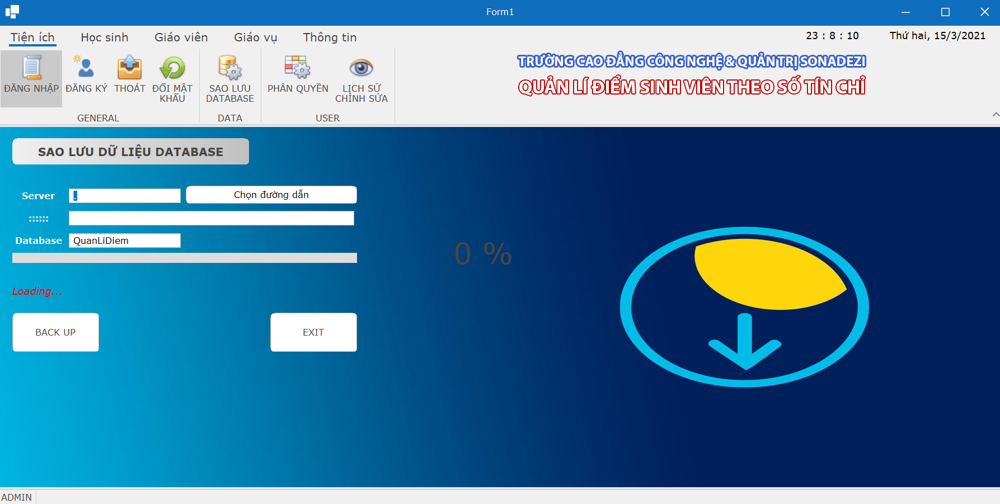 Form1
Tiện ích Học sinh Giáo viên Giáo vụ Thông tin
23 : 8 : 10 Thứ hai, 15/3/2021
ĐĂNG NHẬP
ĐĂNG KÝ
THOÁT
ĐỔI MẬT
KHẨU
GENERAL
SAO LƯU
DATABASE
DATA
PHÂN QUYỀN
LỊCH SỬ
CHỈNH SỬA
USER
TRƯỜNG CAO ĐẲNG CÔNG NGHỆ & QUẢN TRỊ SONADEZI
QUẢN LÍ ĐIỂM SINH VIÊN THEO SỐ TÍN CHỈ
SAO LƯU DỮ LIỆU DATABASE
Server . Chọn đường dẫn
::::::
Database QuanLiDiem
0 %
Loading...
BACK UP EXIT
ADMIN